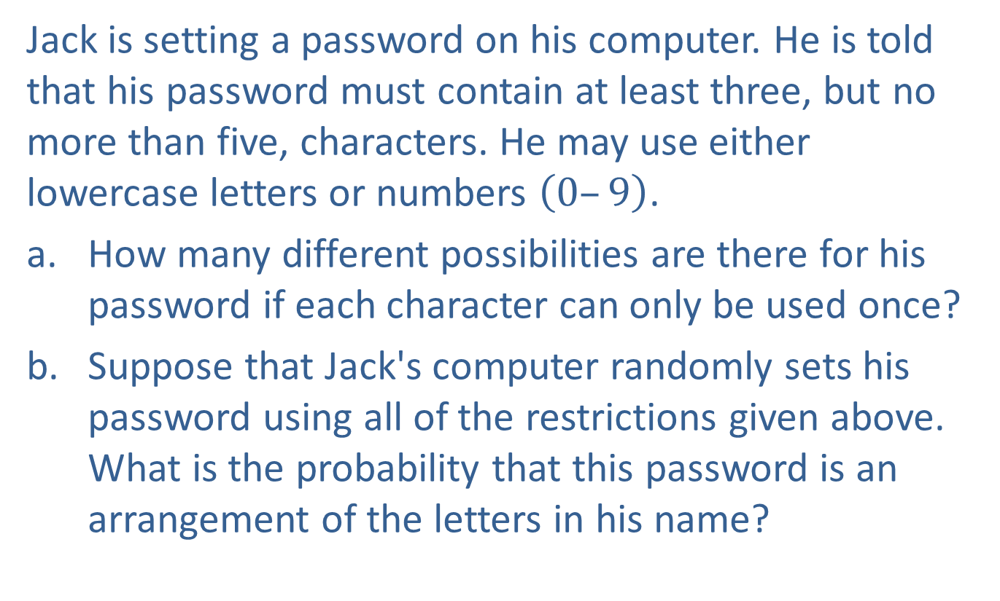 Jack is setting a password on his computer. He is told
that his password must contain at least three, but no
more than five, characters. He may use either
lowercase letters or numbers (0– 9).
a. How many different possibilities are there for his
password if each character can only be used once?
b. Suppose that Jack's computer randomly sets his
password using all of the restrictions given above.
What is the probability that this password is an
arrangement of the letters in his name?